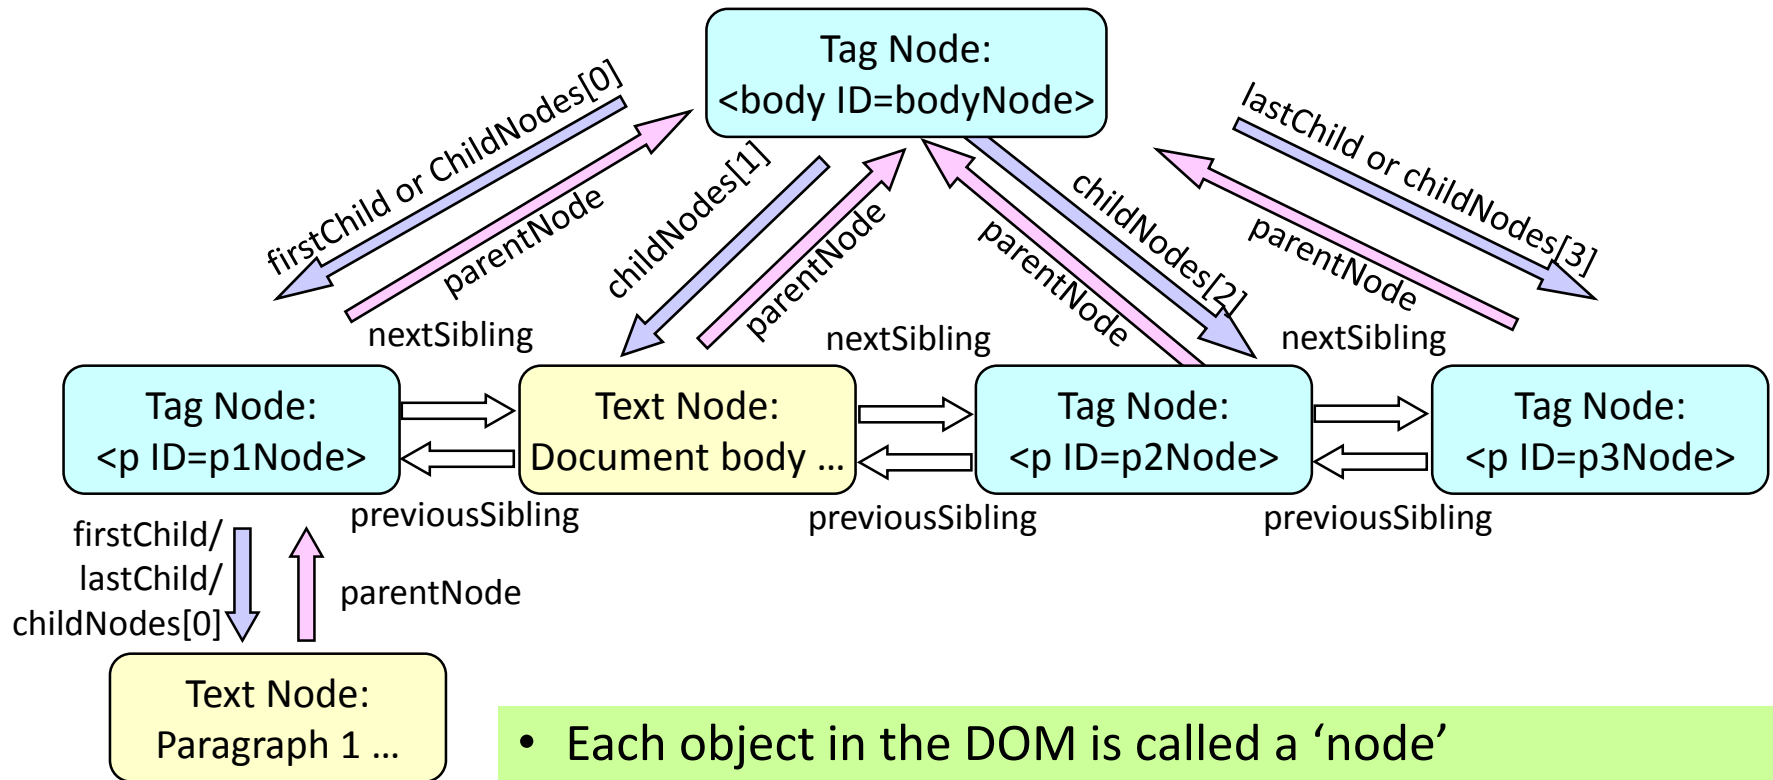 Tag Node:
<body ID=bodyNode>
firstChild or ChildNodes[0]
parentNode
childNodes[1]
parentNode
childNodes[2]
parentNode
lastChild or childNodes[3]
parentNode
nextSibling
nextSibling
nextSibling
Tag Node:
<p ID=p1Node>
Text Node:
Document body ...
Tag Node:
<p ID=p2Node>
Tag Node:
<p ID=p3Node>
previousSibling
previousSibling
previousSibling
firstChild/
lastChild/
childNodes[0]
parentNode
Text Node:
Paragraph 1 ...
• Each object in the DOM is called a ‘node’